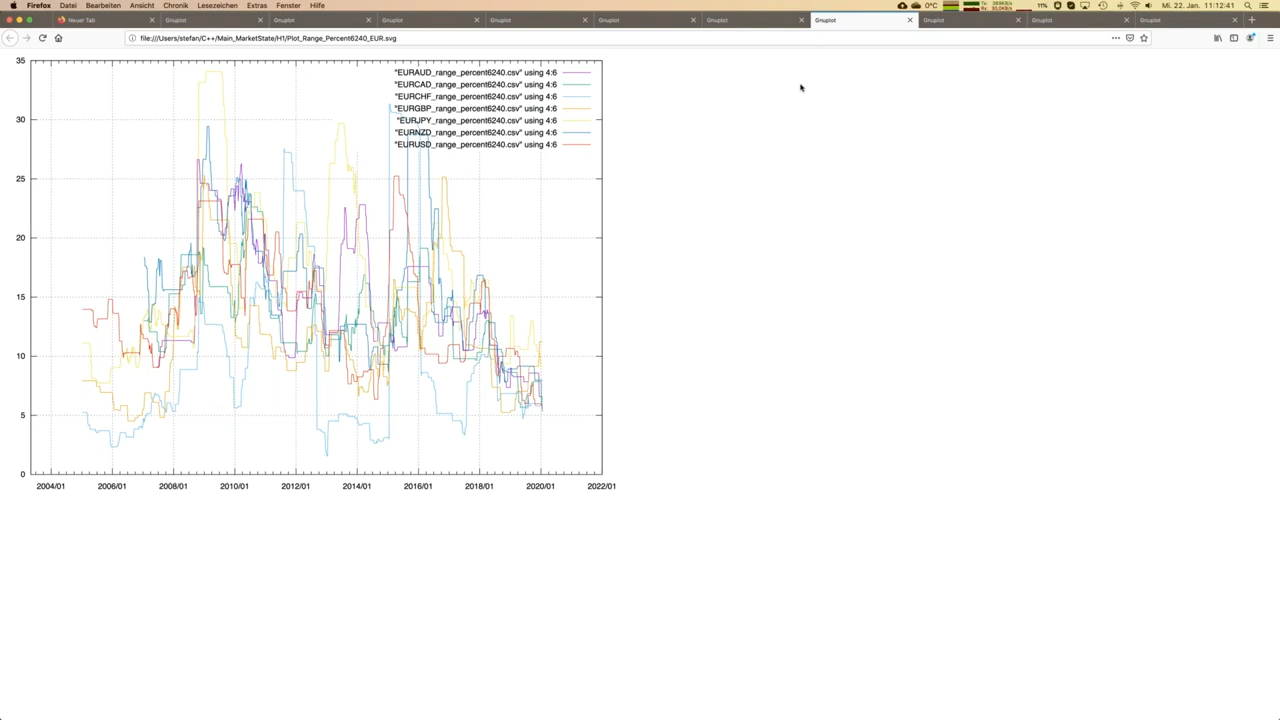 Firefox Datei Bearbeiten Ansicht Chronik Lesezeichen Extras Fenster Hilfe 0°C 11% Mi. 22. Jan. 11:12:41
Neuer Tab Gnuplot Gnuplot Gnuplot Gnuplot Gnuplot Gnuplot Gnuplot Gnuplot Gnuplot Gnuplot
file:///Users/stefan/C++/Main_MarketState/H1/Plot_Range_Percent6240_EUR.svg
35
"EURAUD_range_percent6240.csv" using 4:6
"EURCAD_range_percent6240.csv" using 4:6
"EURCHF_range_percent6240.csv" using 4:6
"EURGBP_range_percent6240.csv" using 4:6
30
"EURJPY_range_percent6240.csv" using 4:6
"EURNZD_range_percent6240.csv" using 4:6
"EURUSD_range_percent6240.csv" using 4:6
25
20
15
10
5
0
2004/01 2006/01 2008/01 2010/01 2012/01 2014/01 2016/01 2018/01 2020/01 2022/01